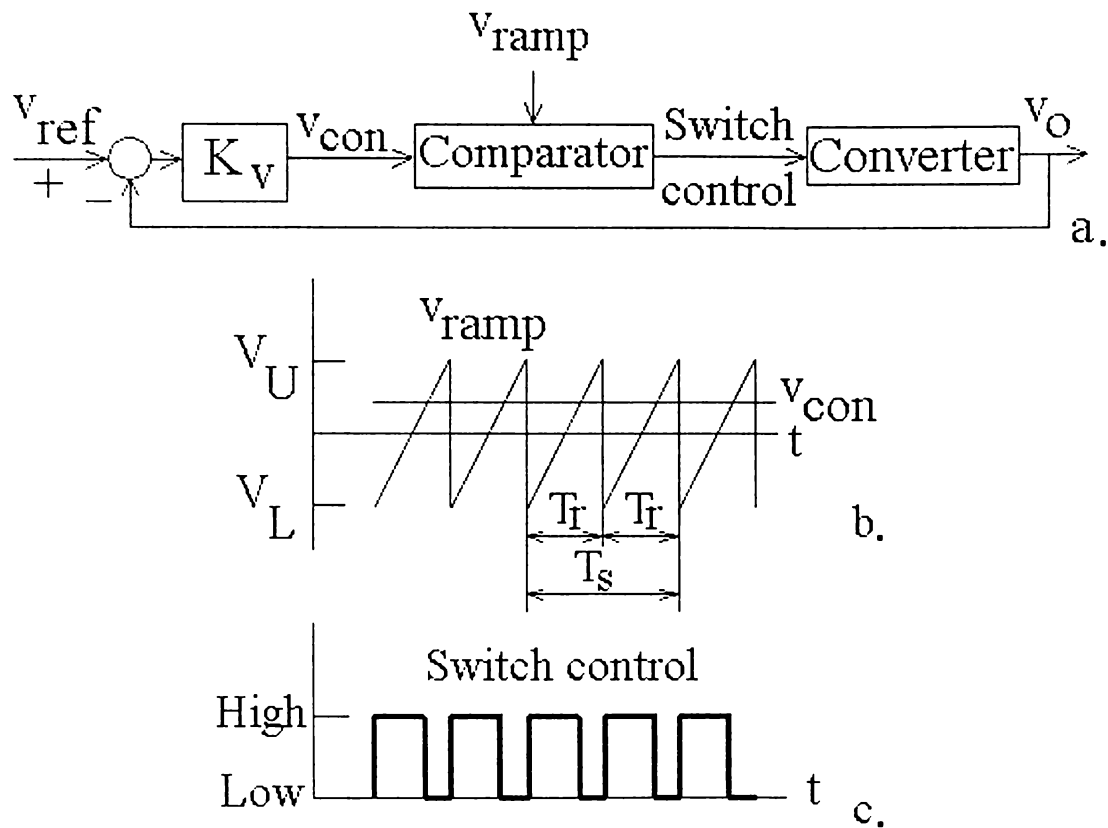 v_ramp
v_ref
+
−
K_v
v_con
Comparator
Switch
control
Converter
v_o
a.
v_ramp
V_U
v_con
t
V_L
T_r
T_r
T_s
b.
Switch control
High
Low
t
c.